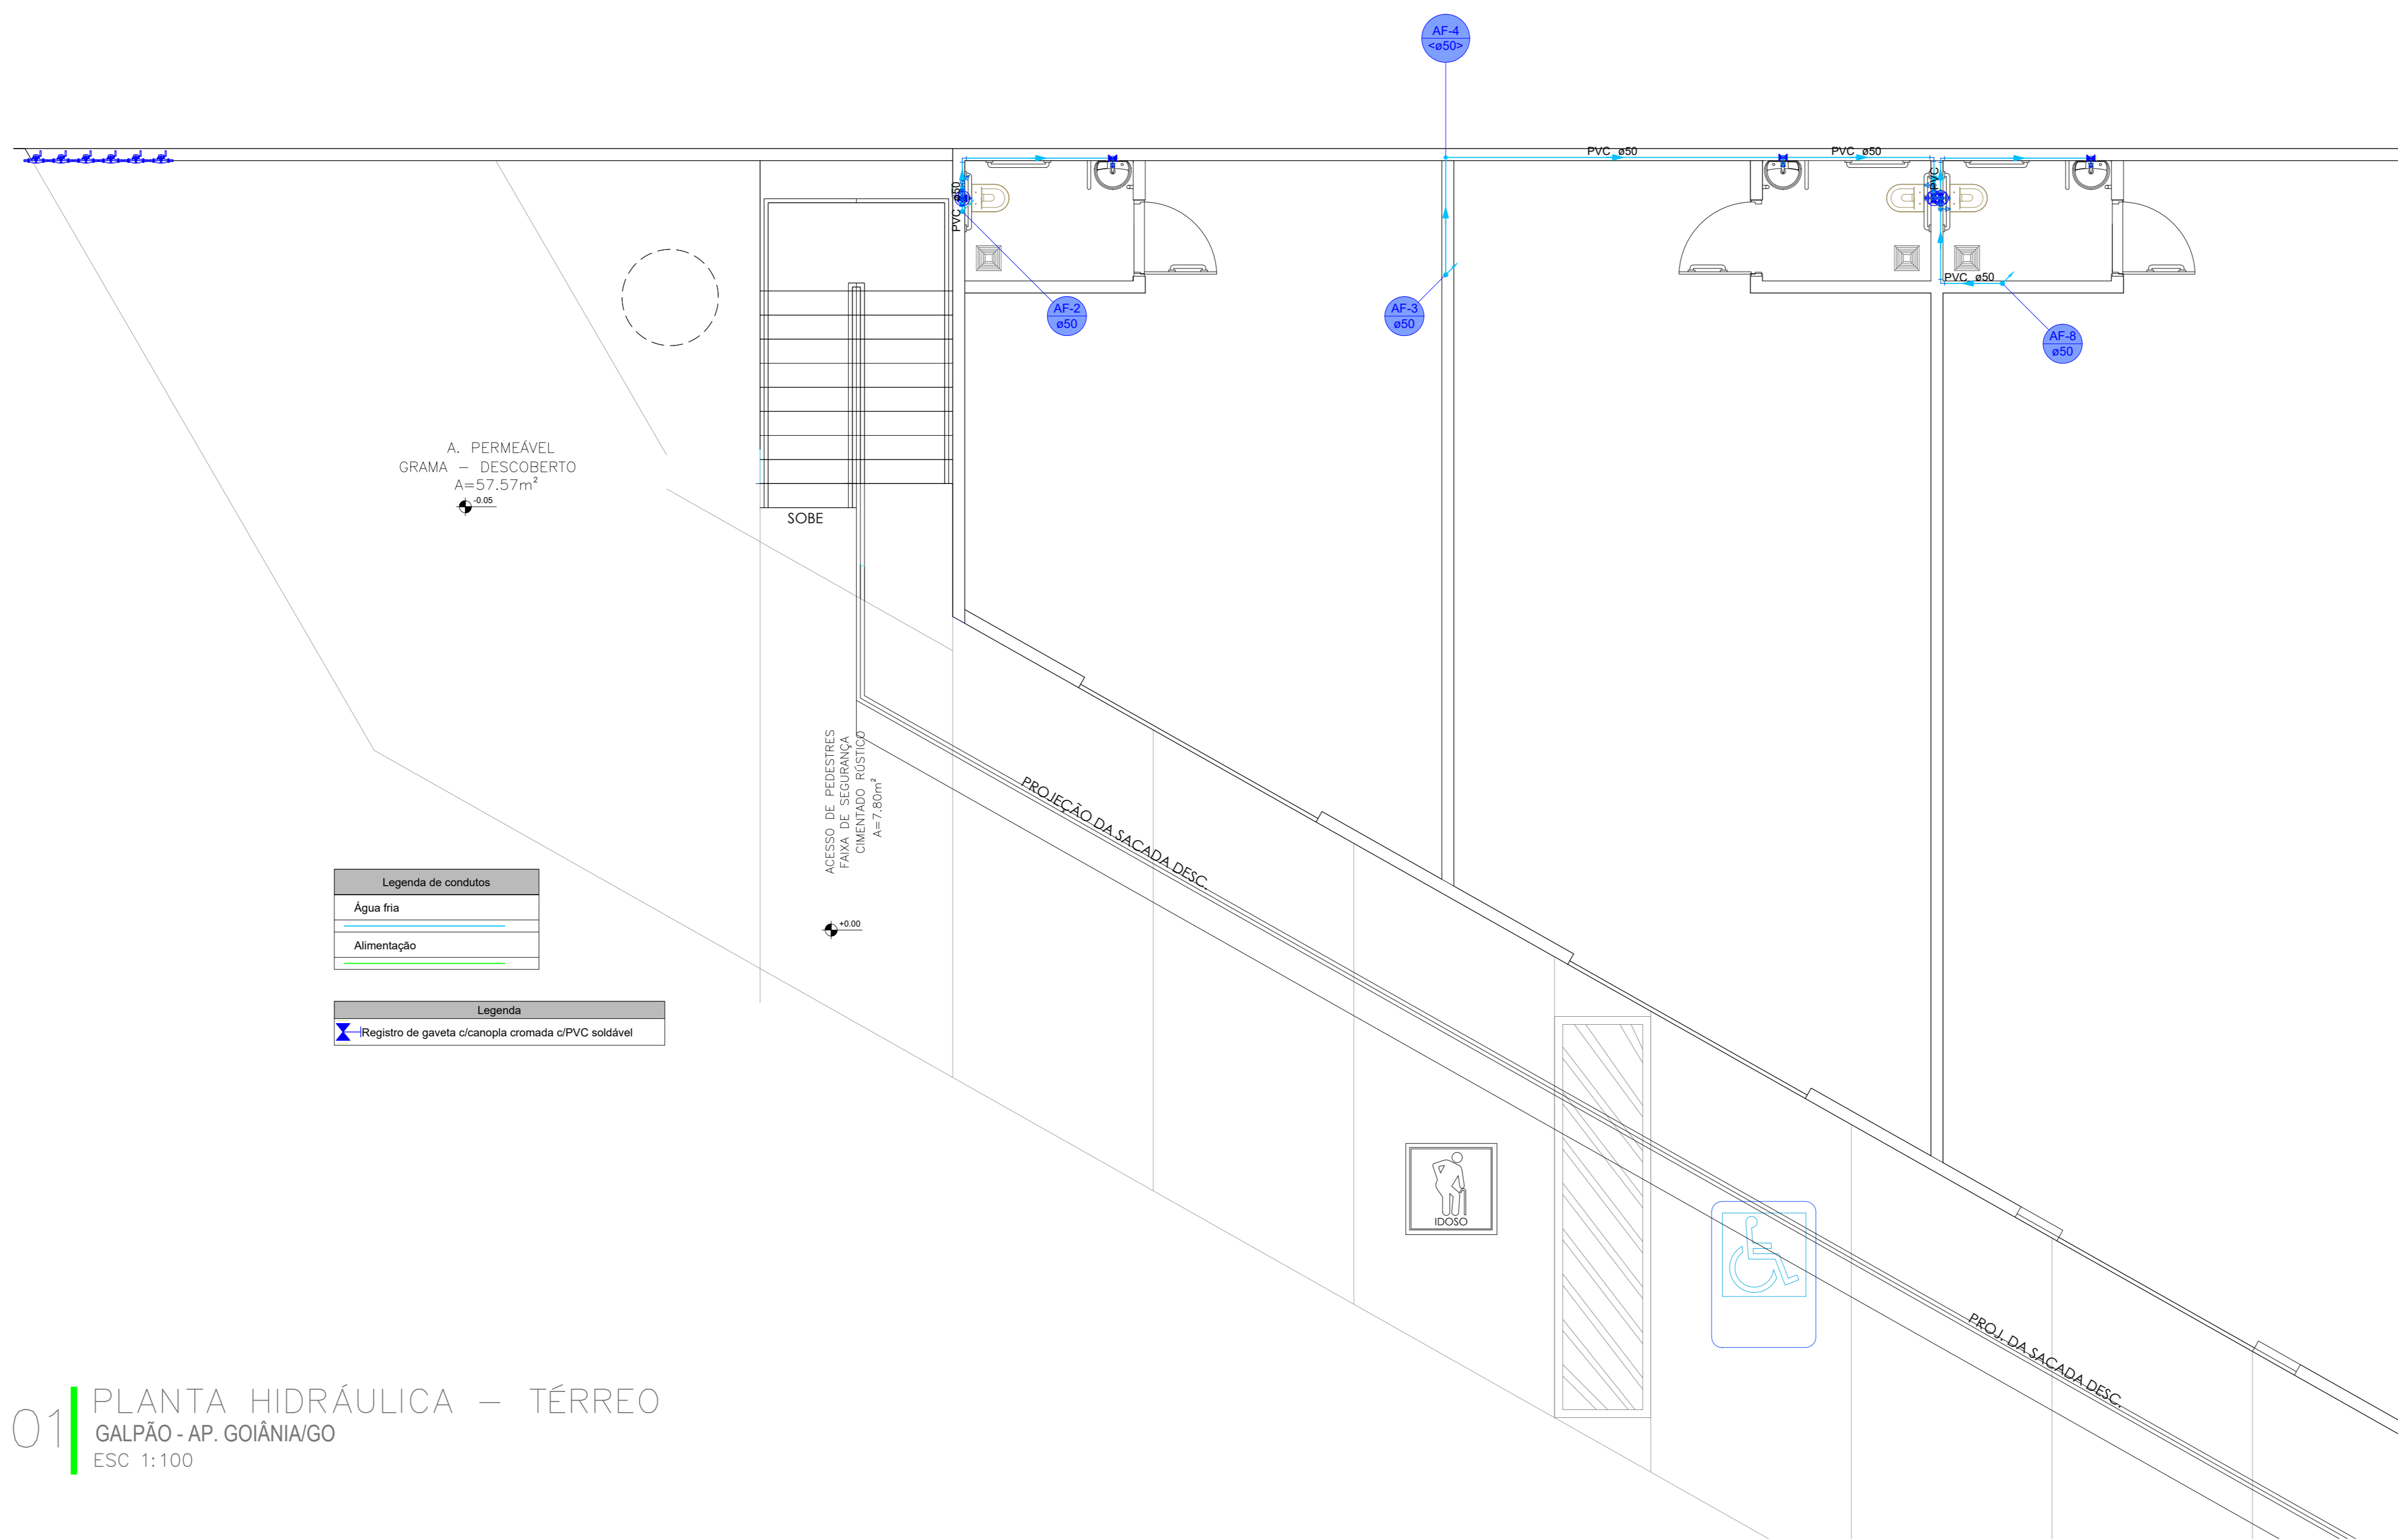 AF-4
<ø50>
PVC ø50
PVC ø50
PVC ø50
PVC
PVC ø50
AF-2
ø50
AF-3
ø50
AF-8
ø50
A. PERMEÁVEL
GRAMA – DESCOBERTO
A=57.57m²
-0.05
SOBE
ACESSO DE PEDESTRES
FAIXA DE SEGURANÇA
CIMENTADO RÚSTICO
A=7.80m²
+0.00
PROJEÇÃO DA SACADA DESC.
Legenda de condutos
Água fria
Alimentação
Legenda
Registro de gaveta c/canopla cromada c/PVC soldável
IDOSO
PROJ. DA SACADA DESC.
01
PLANTA HIDRÁULICA – TÉRREO
GALPÃO - AP. GOIÂNIA/GO
ESC 1:100